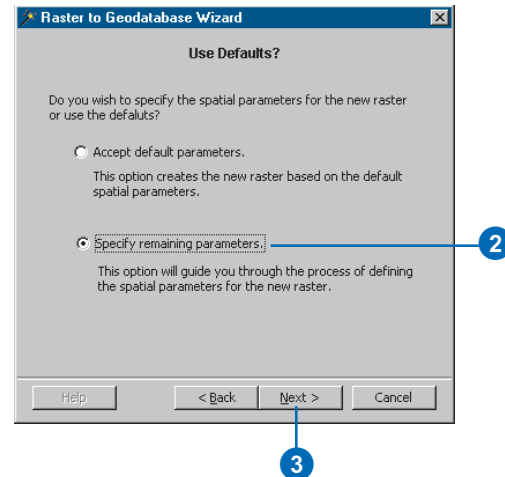 Raster to Geodatabase Wizard
Use Defaults?
Do you wish to specify the spatial parameters for the new raster
or use the defaluts?
Accept default parameters.
This option creates the new raster based on the default
spatial parameters.
Specify remaining parameters.
2
This option will guide you through the process of defining
the spatial parameters for the new raster.
Help
< Back
Next >
Cancel
3